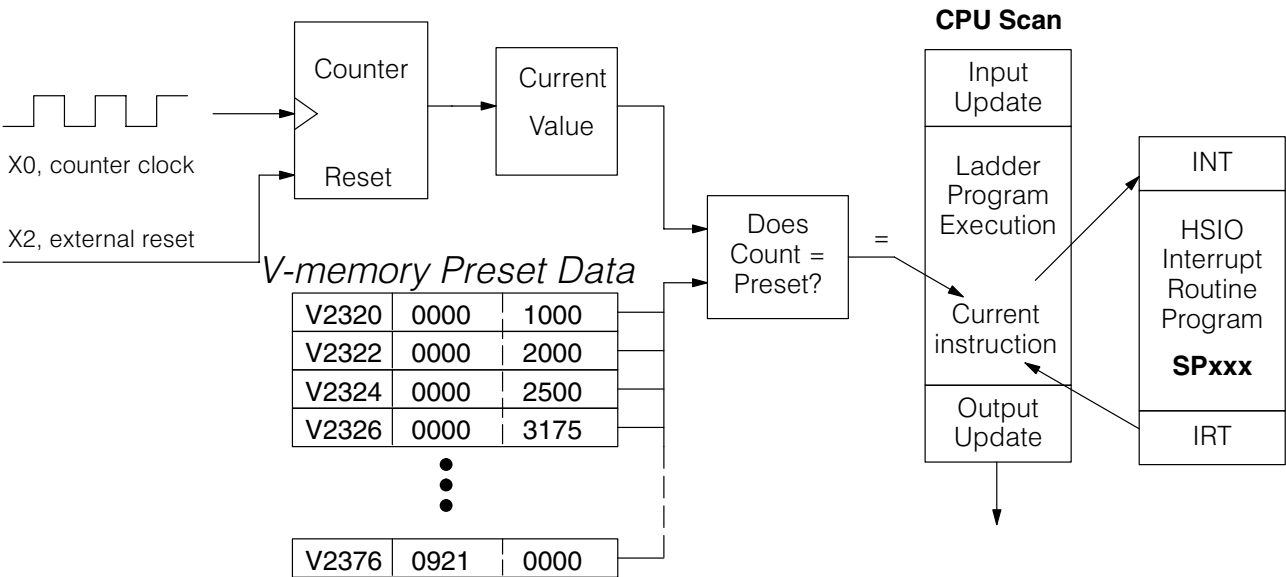 CPU Scan
Counter
Reset
Current
Value
X0, counter clock
X2, external reset
V-memory Preset Data
V2320 0000 1000
V2322 0000 2000
V2324 0000 2500
V2326 0000 3175
V2376 0921 0000
Does
Count =
Preset?
=
Input
Update
Ladder
Program
Execution
Current
instruction
Output
Update
INT
HSIO
Interrupt
Routine
Program
SPxxx
IRT